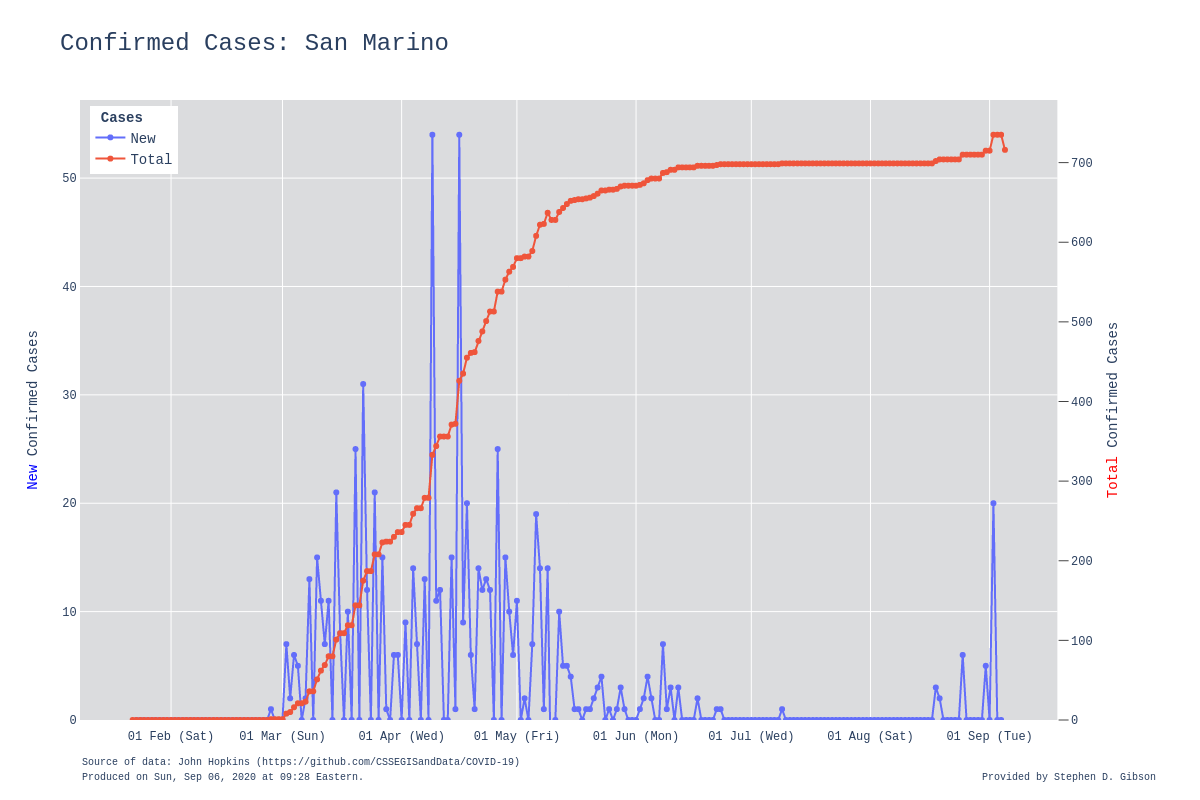 Confirmed Cases: San Marino
Cases
New
Total
50
40
30
20
10
0
700
600
500
400
300
200
100
0
New Confirmed Cases
Total Confirmed Cases
01 Feb (Sat) 01 Mar (Sun) 01 Apr (Wed) 01 May (Fri) 01 Jun (Mon) 01 Jul (Wed) 01 Aug (Sat) 01 Sep (Tue)
Source of data: John Hopkins (https://github.com/CSSEGISandData/COVID-19)
Produced on Sun, Sep 06, 2020 at 09:28 Eastern.
Provided by Stephen D. Gibson